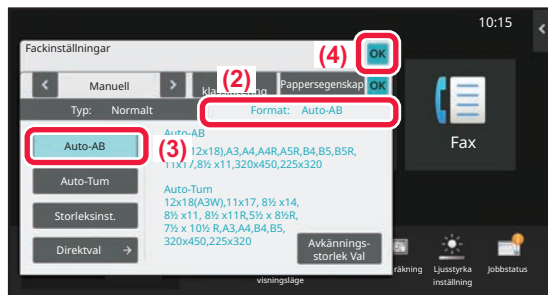 10:15
Fackinställningar
(4)
OK
Manuell
(2)
klassificering
Pappersegenskap
OK
Typ: Normalt
Format: Auto-AB
Auto-AB
(3)
Auto-AB
12x18),A3,A4,A4R,A5R,B4,B5,B5R,
11x17,8½ x11,320x450,225x320
Fax
Auto-Tum
Auto-Tum
12x18(A3W),11x17, 8½ x14,
8½ x11, 8½ x11R,5½ x 8½R,
7½ x 10½ R,A3,A4,B4,B5,
320x450,225x320
Storleksinst.
Direktval
Avkännings-
storlek Val
visningsläge
räkning
Ljusstyrka
inställning
Jobbstatus